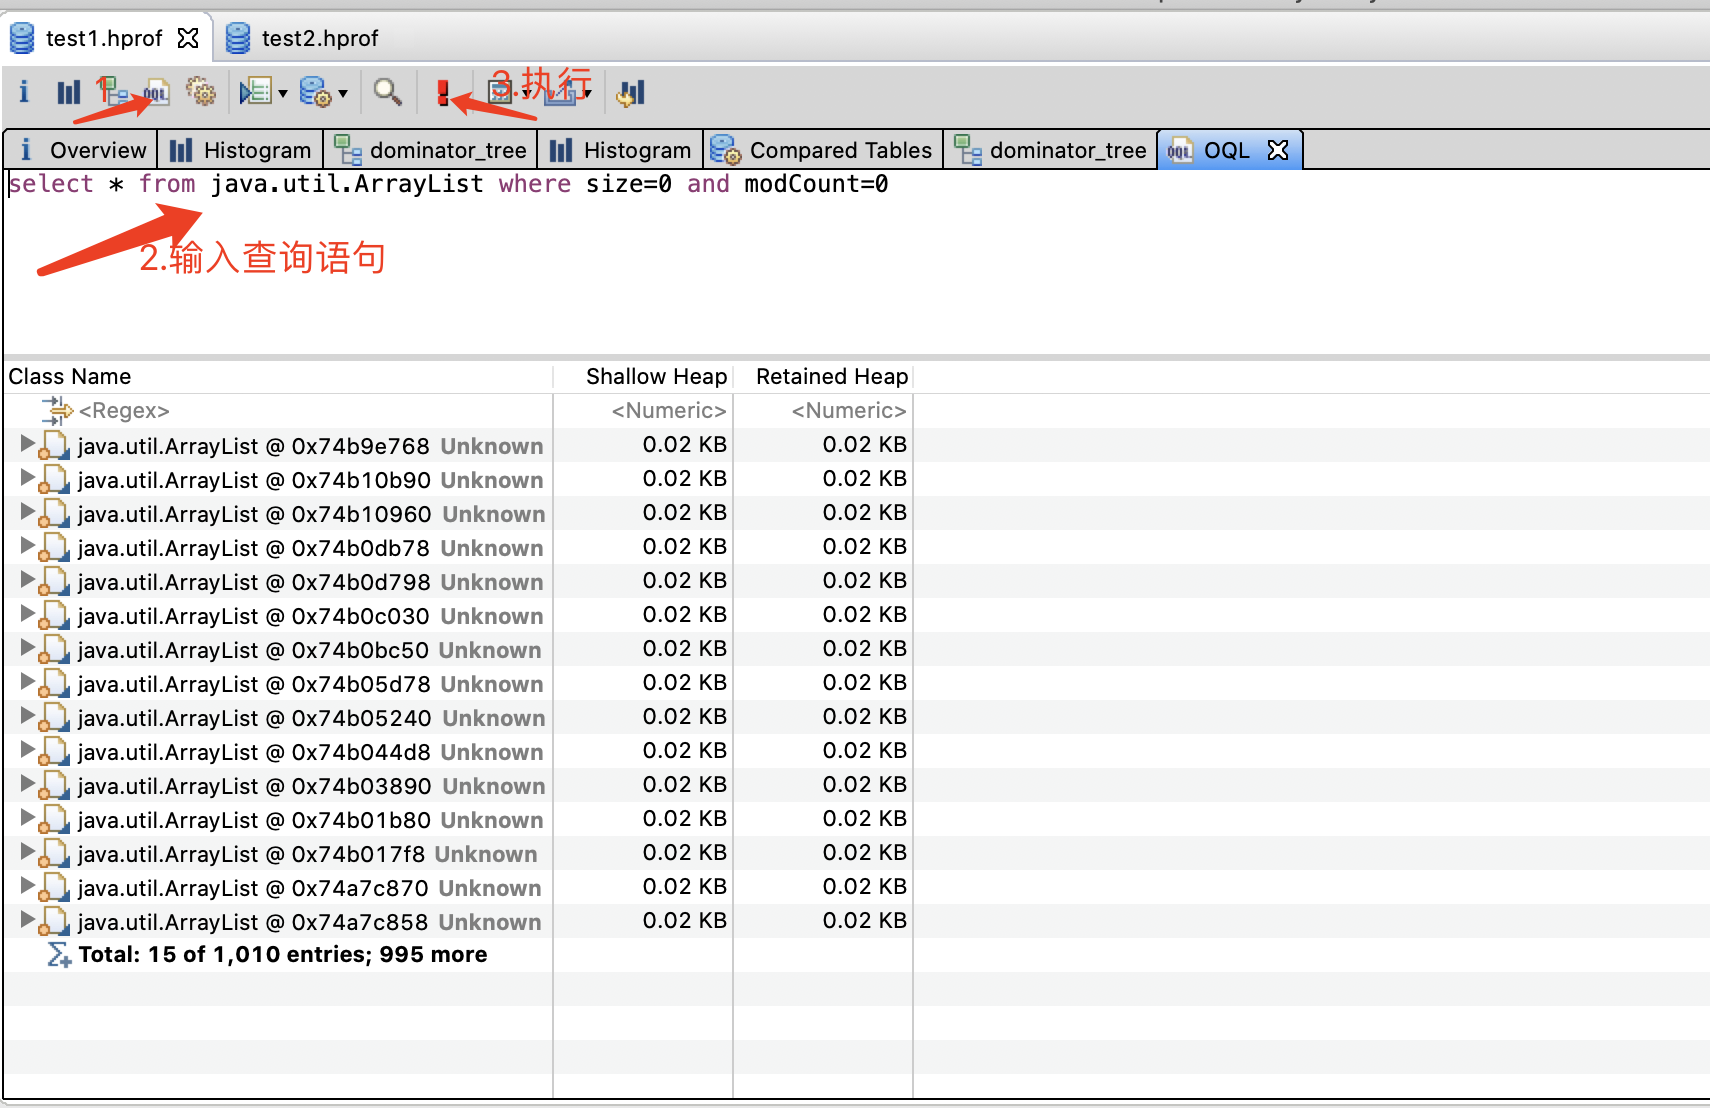 test1.hprof
test2.hprof
1
3.执行
Overview
Histogram
dominator_tree
Histogram
Compared Tables
dominator_tree
OQL
select * from java.util.ArrayList where size=0 and modCount=0
2.输入查询语句
Class Name Shallow Heap Retained Heap
<Regex> <Numeric> <Numeric>
java.util.ArrayList @ 0x74b9e768 Unknown 0.02 KB 0.02 KB
java.util.ArrayList @ 0x74b10b90 Unknown 0.02 KB 0.02 KB
java.util.ArrayList @ 0x74b10960 Unknown 0.02 KB 0.02 KB
java.util.ArrayList @ 0x74b0db78 Unknown 0.02 KB 0.02 KB
java.util.ArrayList @ 0x74b0d798 Unknown 0.02 KB 0.02 KB
java.util.ArrayList @ 0x74b0c030 Unknown 0.02 KB 0.02 KB
java.util.ArrayList @ 0x74b0bc50 Unknown 0.02 KB 0.02 KB
java.util.ArrayList @ 0x74b05d78 Unknown 0.02 KB 0.02 KB
java.util.ArrayList @ 0x74b05240 Unknown 0.02 KB 0.02 KB
java.util.ArrayList @ 0x74b044d8 Unknown 0.02 KB 0.02 KB
java.util.ArrayList @ 0x74b03890 Unknown 0.02 KB 0.02 KB
java.util.ArrayList @ 0x74b01b80 Unknown 0.02 KB 0.02 KB
java.util.ArrayList @ 0x74b017f8 Unknown 0.02 KB 0.02 KB
java.util.ArrayList @ 0x74a7c870 Unknown 0.02 KB 0.02 KB
java.util.ArrayList @ 0x74a7c858 Unknown 0.02 KB 0.02 KB
Total: 15 of 1,010 entries; 995 more